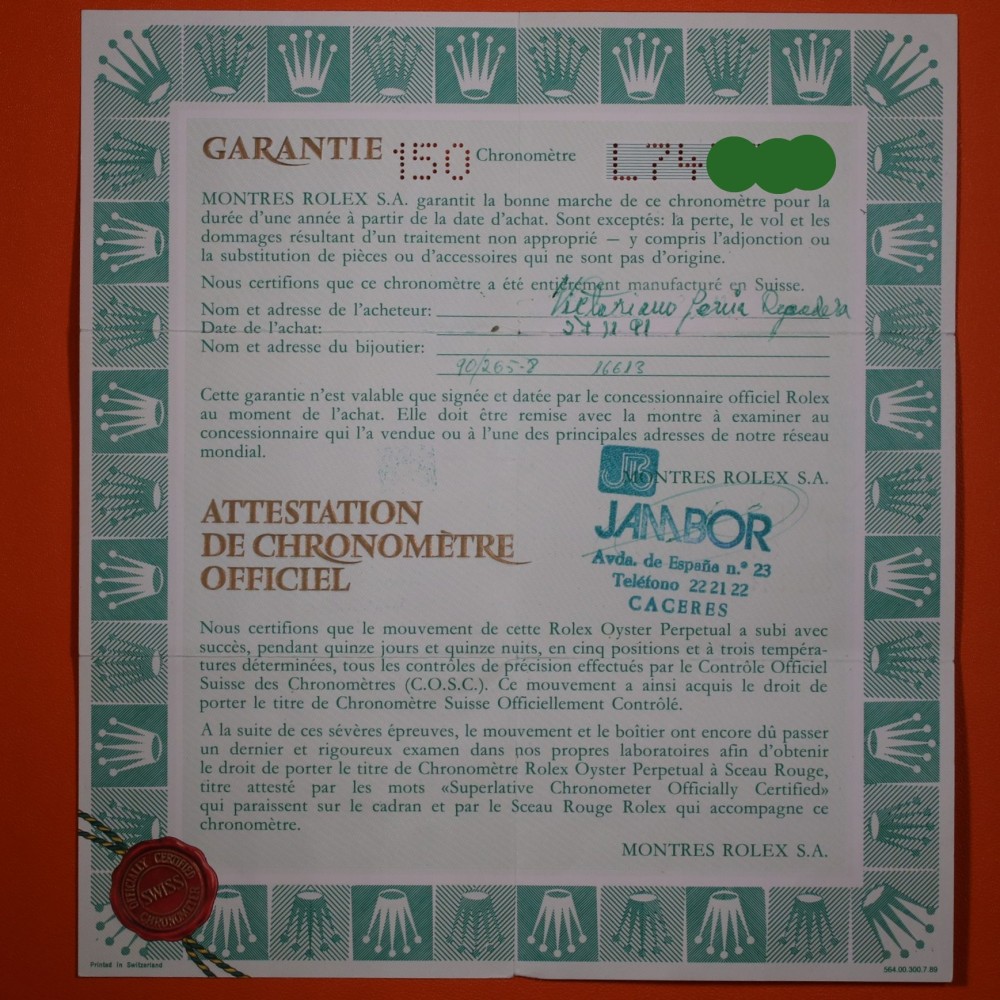 GARANTIE 150 Chronomètre L74
MONTRES ROLEX S.A. garantit la bonne marche de ce chronomètre pour la
durée d'une année à partir de la date d'achat. Sont exceptés: la perte, le vol et les
dommages résultant d'un traitement non approprié — y compris l'adjonction ou
la substitution de pièces ou d'accessoires qui ne sont pas d'origine.
Nous certifions que ce chronomètre a été entièrement manufacturé en Suisse.
Nom et adresse de l'acheteur: Victoriano
Date de l'achat: 27 11 91
Nom et adresse du bijoutier:
90/265-8 16613
Cette garantie n'est valable que signée et datée par le concessionaire officiel Rolex
au moment de l'achat. Elle doit être remise avec la montre à examiner au
concessionnaire qui l'a vendue ou à l'une des principales adresses de notre réseau
mondial.
MONTRES ROLEX S.A.
JB
JAMBOR
Avda. de España n.º 23
Teléfono 22 21 22
CACERES
ATTESTATION
DE CHRONOMÈTRE
OFFICIEL
Nous certifions que le mouvement de cette Rolex Oyster Perpetual a subi avec
succès, pendant quinze jours et quinze nuits, en cinq positions et à trois tempéra-
tures déterminées, tous les contrôles de précision effectués par le Contrôle Officiel
Suisse des Chronomètres (C.O.S.C.). Ce mouvement a ainsi acquis le droit de
porter le titre de Chronomètre Suisse Officiellement Contrôlé.
A la suite de ces sévères épreuves, le mouvement et le boîtier ont encore dû passer
un dernier et rigoureux examen dans nos propres laboratoires afin d'obtenir
le droit de porter le titre de Chronomètre Rolex Oyster Perpetual à Sceau Rouge,
titre attesté par les mots «Superlative Chronometer Officially Certified»
qui paraissent sur le cadran et par le Sceau Rouge Rolex qui accompagne ce
chronomètre.
MONTRES ROLEX S.A.
OFFICIALLY CERTIFIED
SWISS
CHRONOMETER
Printed in Switzerland
564.00.300.7.89